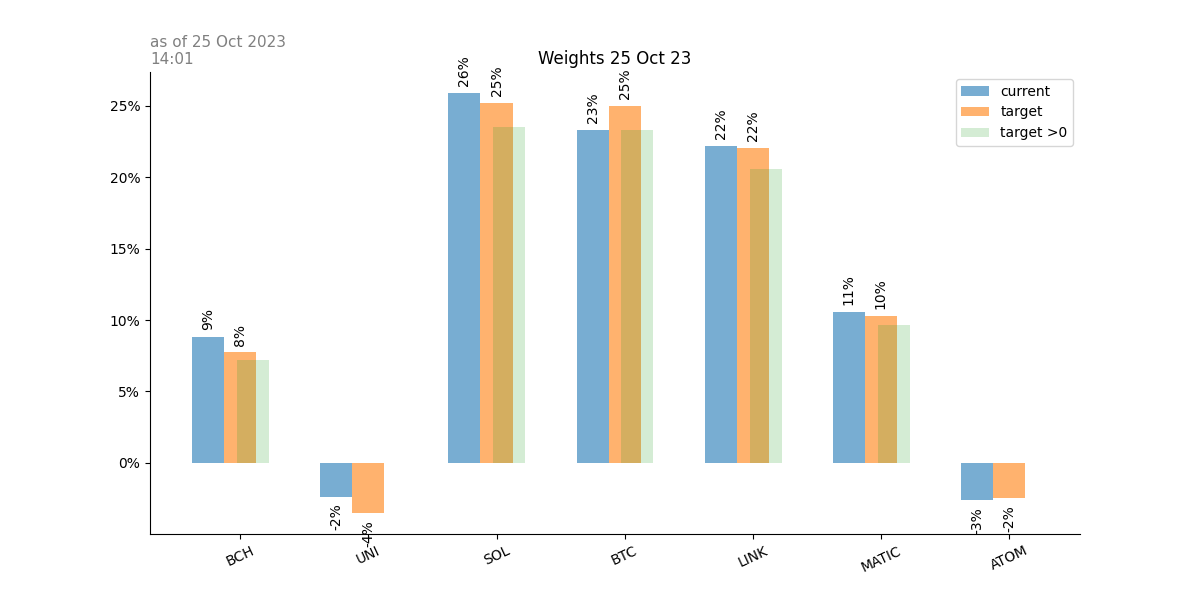 as of 25 Oct 2023
14:01
Weights 25 Oct 23
current
target
target >0
25%
20%
15%
10%
5%
0%
9%
8%
-2%
-4%
26%
25%
23%
25%
22%
22%
11%
10%
-3%
-2%
BCH
UNI
SOL
BTC
LINK
MATIC
ATOM